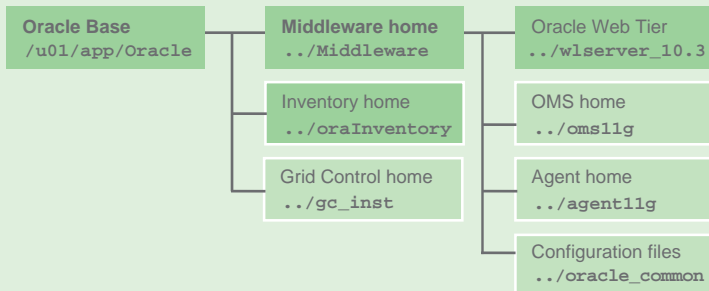 Oracle Base
/u01/app/Oracle
Middleware home
../Middleware
Oracle Web Tier
../wlserver_10.3
Inventory home
../oraInventory
OMS home
../oms11g
Grid Control home
../gc_inst
Agent home
../agent11g
Configuration files
../oracle_common